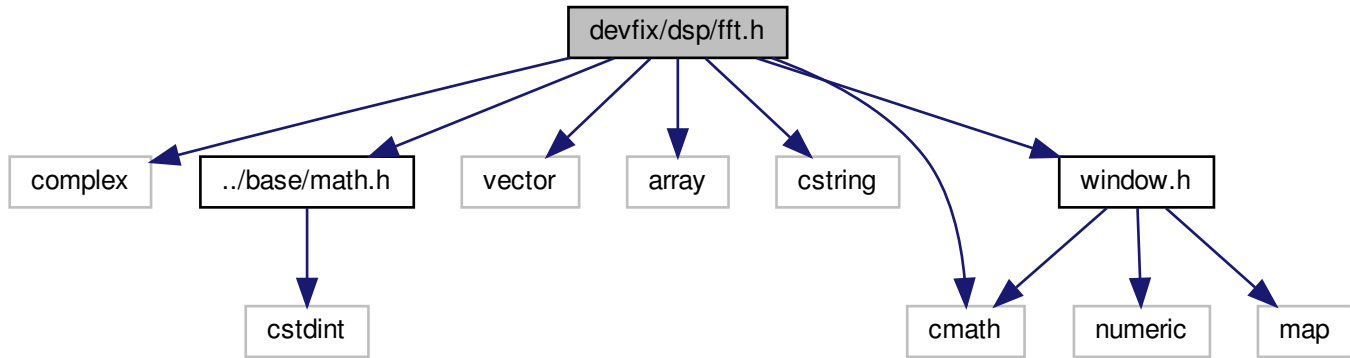 devfix/dsp/fft.h
complex
../base/math.h
vector
array
cstring
window.h
cstdint
cmath
numeric
map